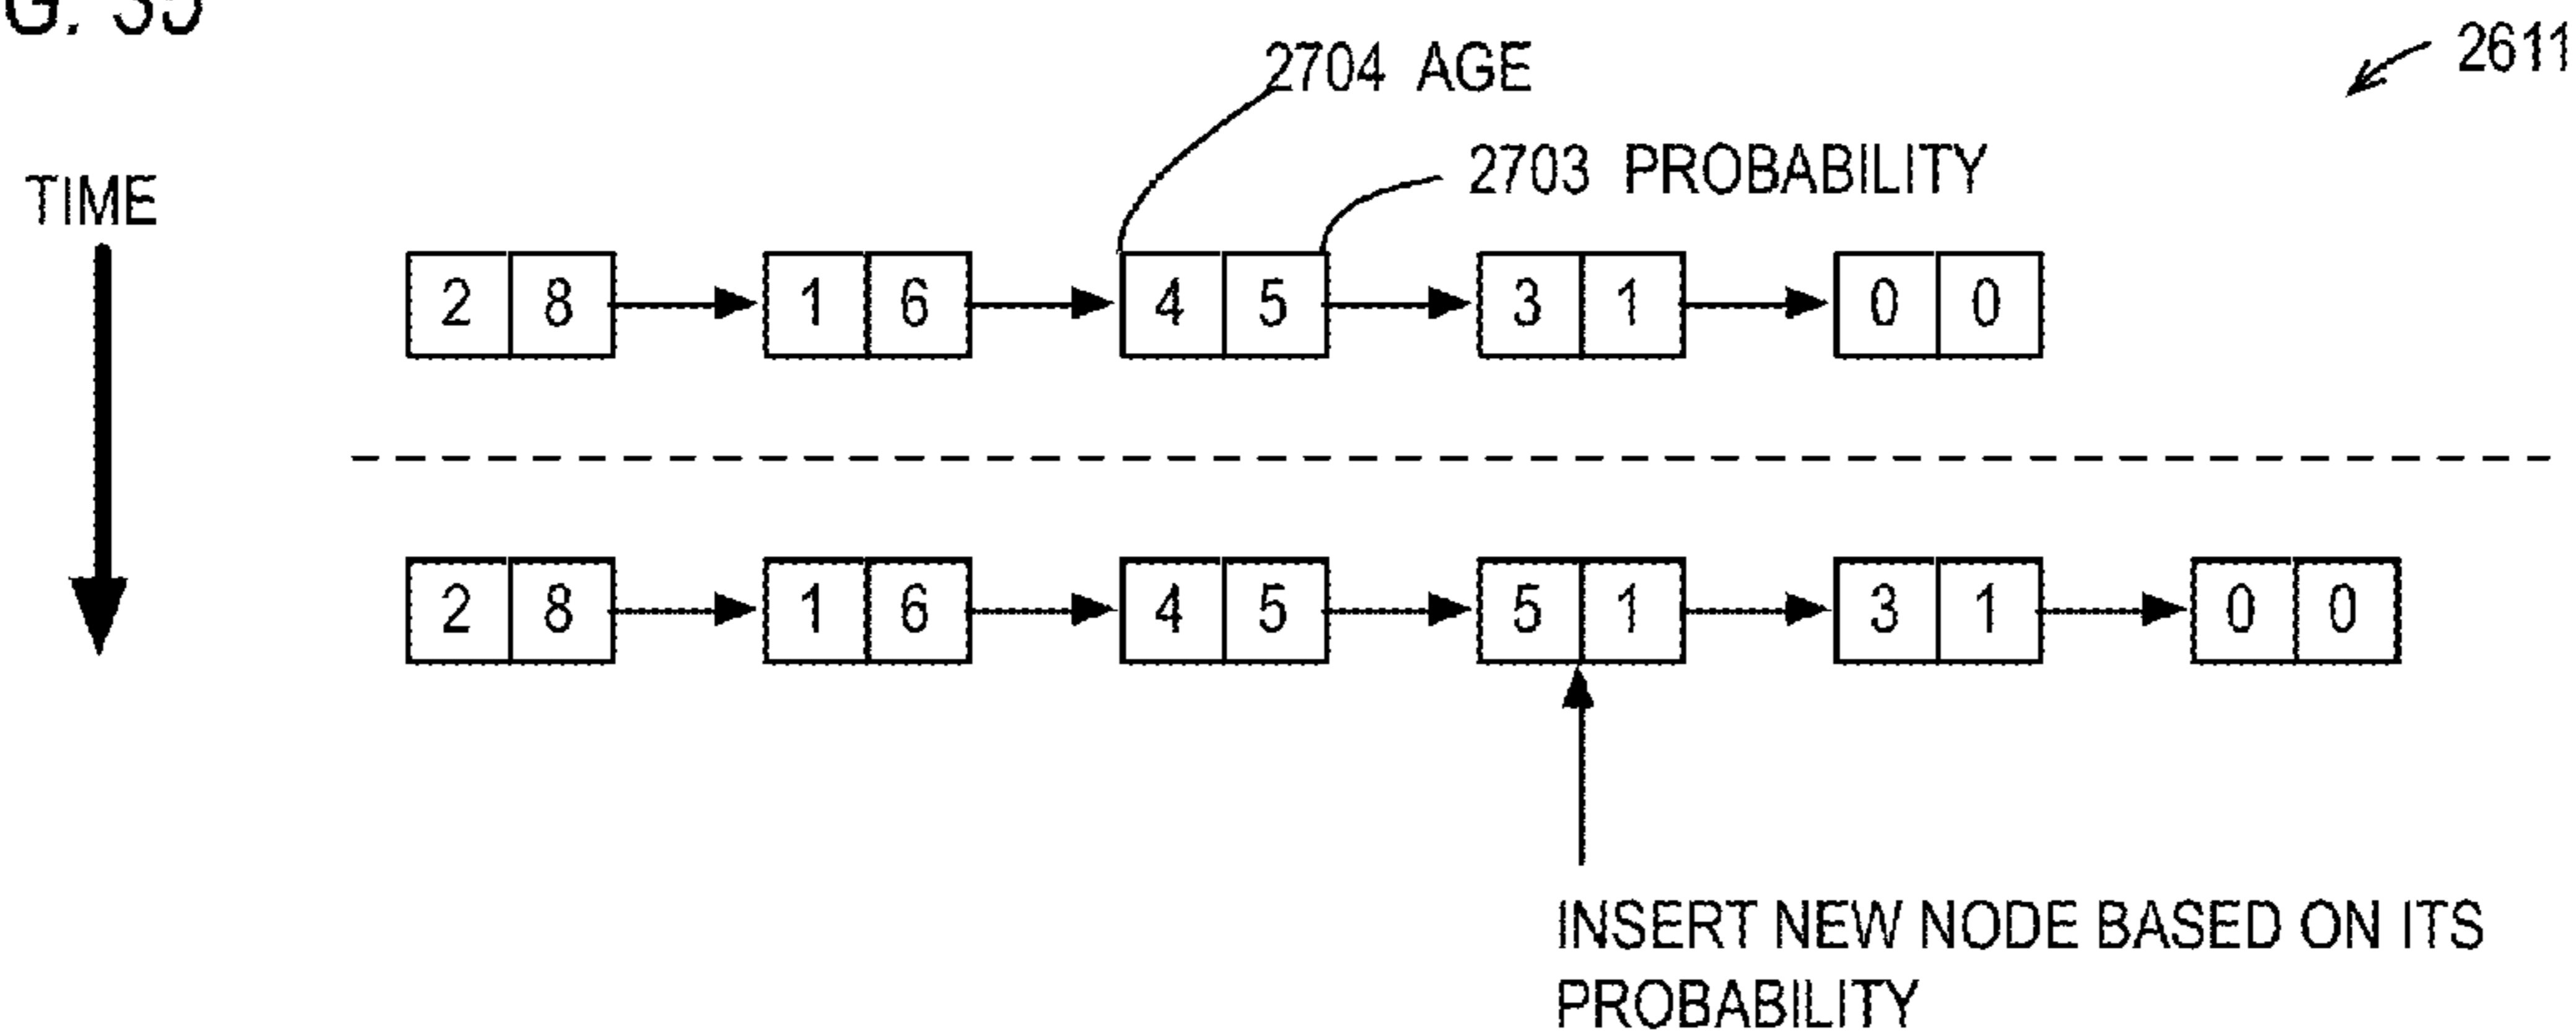 G. 35
2611
2704 AGE
2703 PROBABILITY
TIME
2 8 1 6 4 5 3 1 0 0
2 8 1 6 4 5 5 1 3 1 0 0
INSERT NEW NODE BASED ON ITS
PROBABILITY